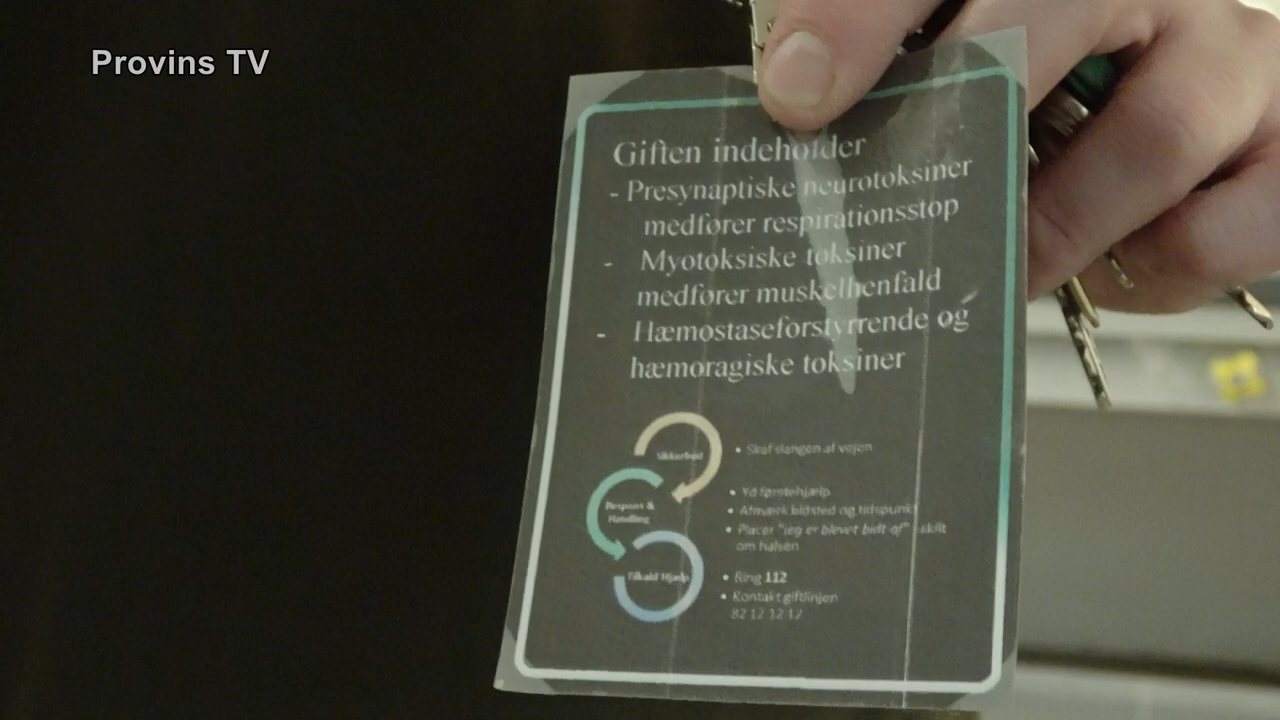 Provins TV
Giften indeholder
- Presynaptiske neurotoksiner
medfører respirationsstop
- Myotoksiske toksiner
medfører muskelhenfald
- Hæmostaseforstyrrende og
hæmoragiske toksiner
Sikkerhed
• Skaf slangen af vejen
Respons &
Handling
• Yd førstehjælp
• Afmærk bidsted og tidspunkt
• Placer "jeg er blevet bidt af" - skilt
om halsen
Tilkald Hjælp
• Ring 112
• Kontakt giftlinjen
82 12 12 12